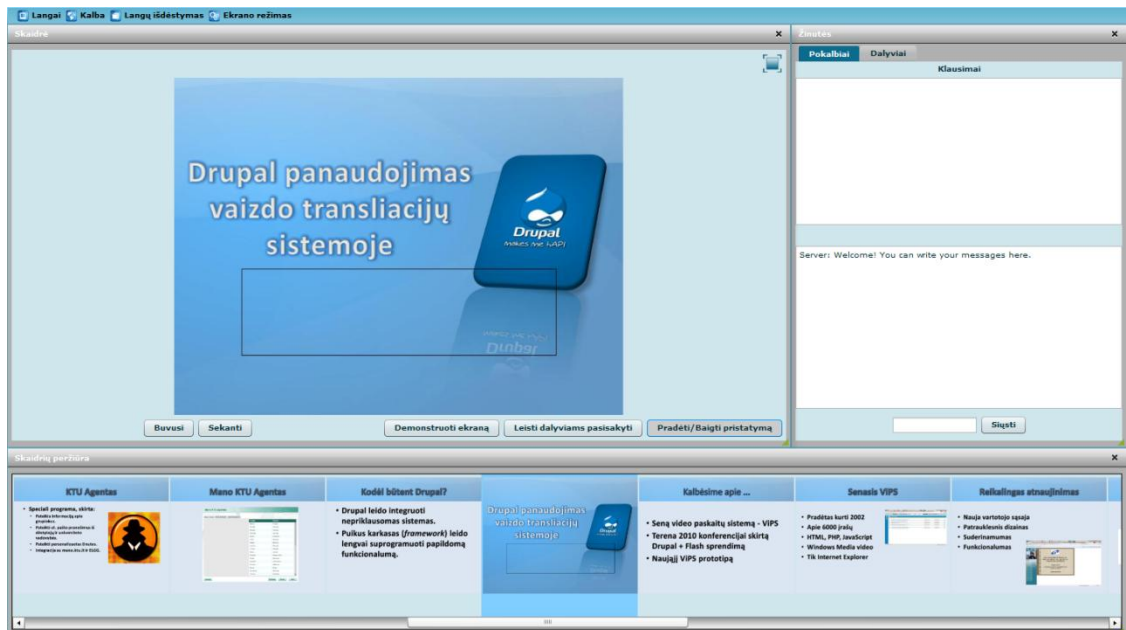 Langai Kalba Langų išdėstymas Ekrano režimas
Skaidrė
Drupal panaudojimas
vaizdo transliacijų
sistemoje
Drupal
Makes me hAPI
Drupal
Buvusi Sekanti Demonstruoti ekraną Leisti dalyviams pasisakyti Pradėti/Baigti pristatymą
Žinutės
Pokalbiai Dalyviai
Klausimai
Server: Welcome! You can write your messages here.
Siųsti
Skaidrių peržiūra
KTU Agentas
• Speciali programa, skirta:
Mano KTU Agentas
Kodėl būtent Drupal?
• Drupal leido integruoti
nepriklausomas sistemas.
• Puikus karkasas (framework) leido
lengvai suprogramuoti papildomą
funkcionalumą.
Drupal panaudojimas
vaizdo transliacijų
sistemoje
Kalbėsime apie ...
• Seną video paskaitų sistemą - ViPS
• Terena 2010 konferencijai skirtą
Drupal + Flash sprendimą
• Naująjį ViPS prototipą
Senasis ViPS
• Pradėtas kurti 2002
• Apie 6000 įrašų
• HTML, PHP, JavaScript
• Windows Media video
• Tik Internet Explorer
Reikalingas atnaujinimas
• Nauja vartotojo sąsaja
• Patrauklesnis dizainas
• Suderinamumas
• Funkcionalumas